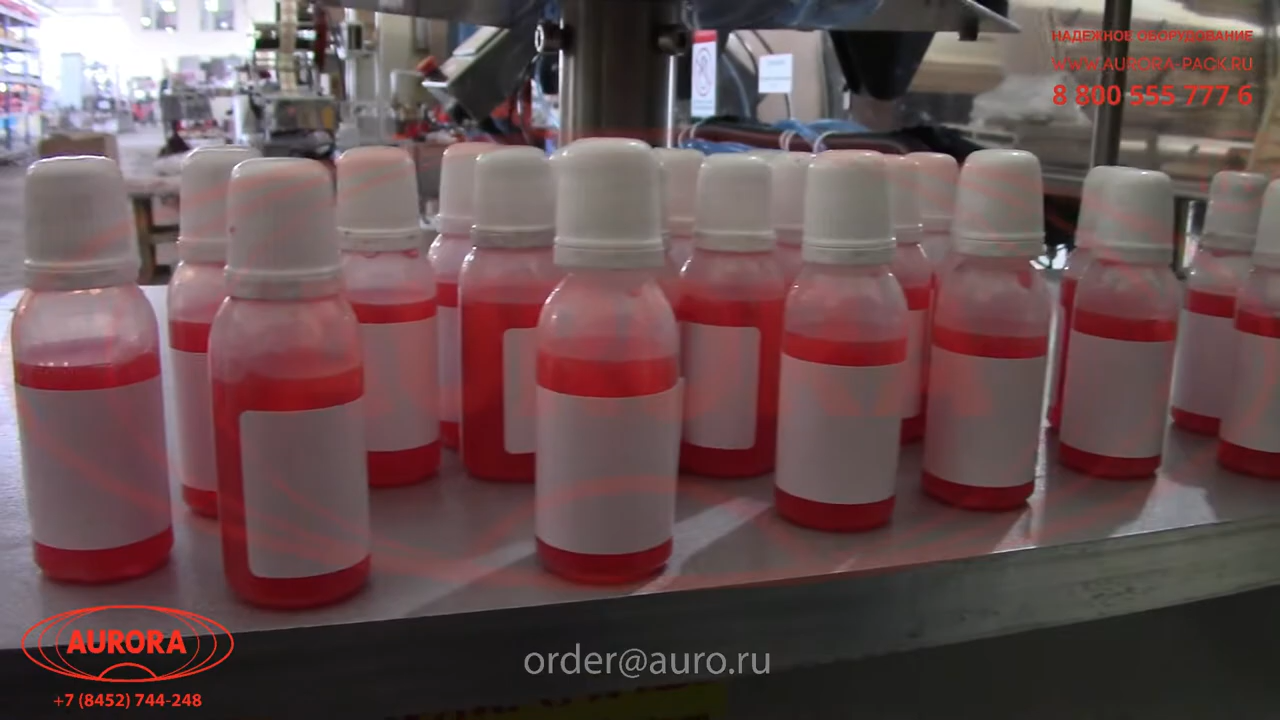 НАДЕЖНОЕ ОБОРУДОВАНИЕ
WWW.AURORA-PACK.RU
8 800 555 777 6
AURORA
+7 (8452) 744-248
order@auro.ru